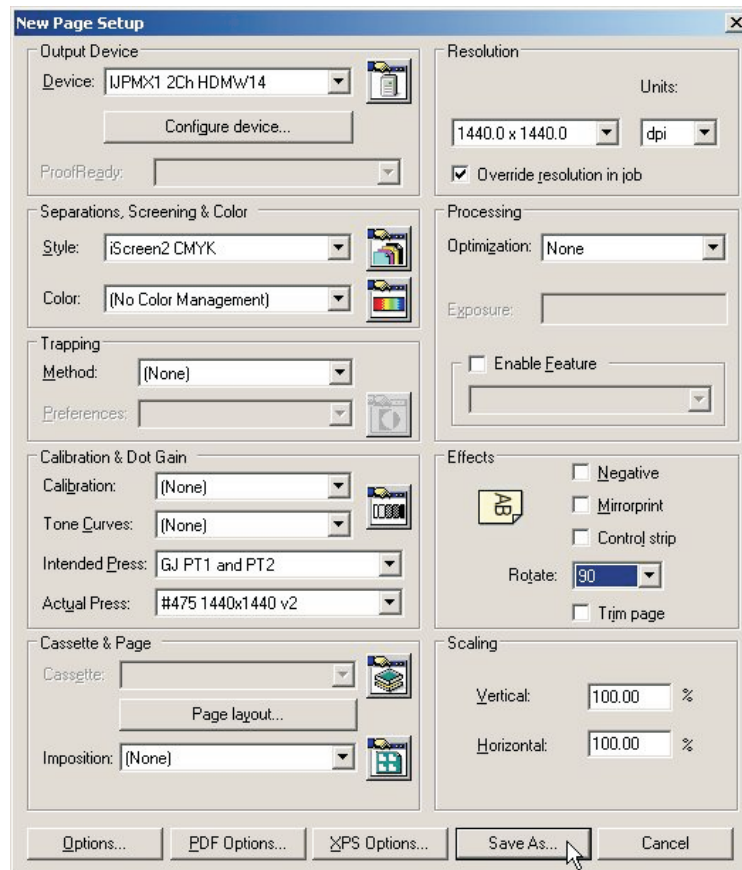 New Page Setup
Output Device
Device: IJPMX1 2Ch HDMW14
Configure device...
ProofReady:
Resolution
Units:
1440.0 x 1440.0 dpi
Override resolution in job
Separations, Screening & Color
Style: iScreen2 CMYK
Color: (No Color Management)
Processing
Optimization: None
Exposure:
Enable Feature
Trapping
Method: (None)
Preferences:
Calibration & Dot Gain
Calibration: (None)
Tone Curves: (None)
Intended Press: GJ PT1 and PT2
Actual Press: #475 1440x1440 v2
Effects
AB
Negative
Mirrorprint
Control strip
Rotate: 90
Trim page
Cassette & Page
Cassette:
Page layout...
Imposition: (None)
Scaling
Vertical: 100.00 %
Horizontal: 100.00 %
Options... PDF Options... XPS Options... Save As... Cancel